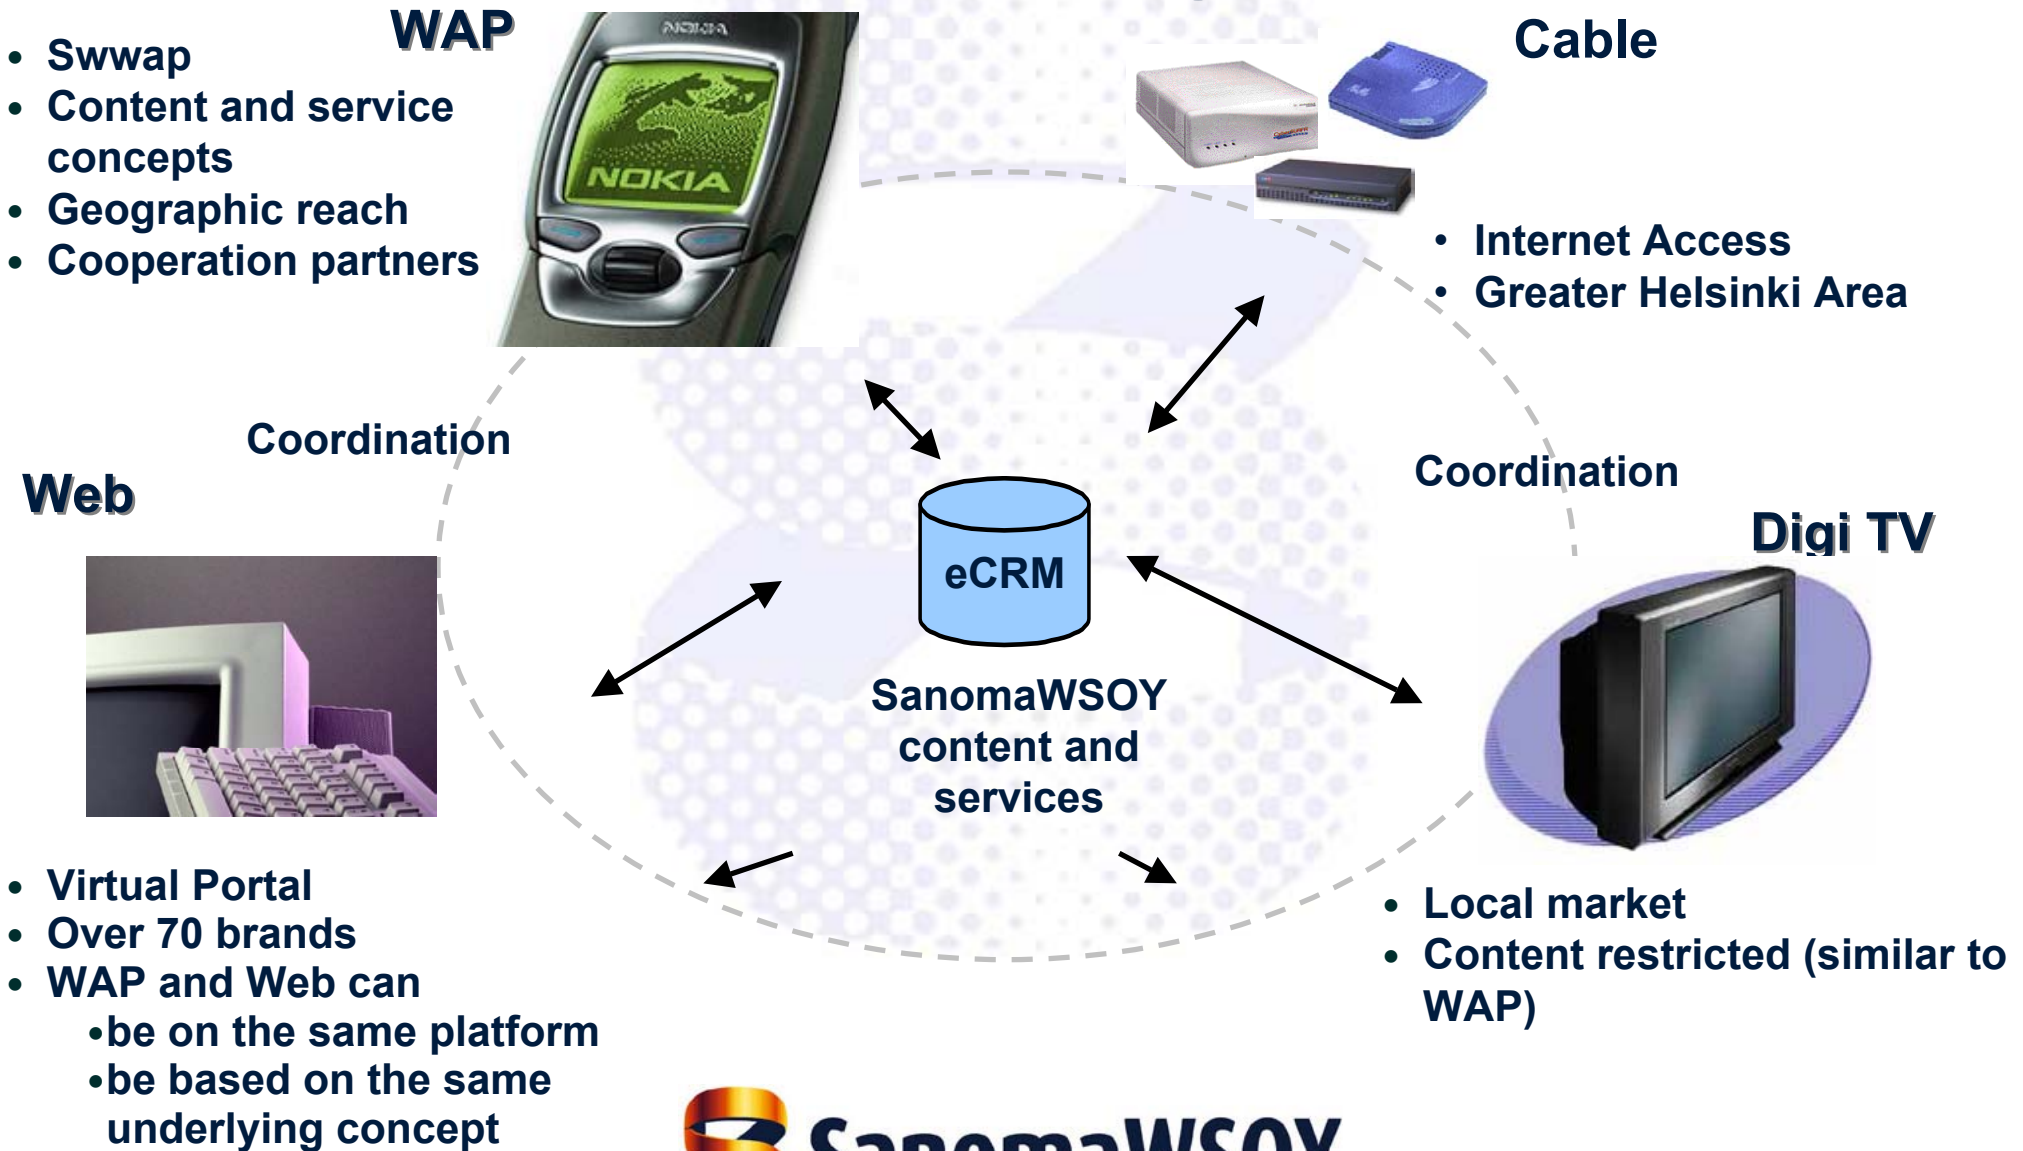 WAP
• Swwap
• Content and service
concepts
• Geographic reach
• Cooperation partners
NOKIA
NOKIA
Cable
• Internet Access
• Greater Helsinki Area
Coordination
Coordination
Web
Digi TV
eCRM
SanomaWSOY
content and
services
• Virtual Portal
• Over 70 brands
• WAP and Web can
•be on the same platform
•be based on the same
underlying concept
• Local market
• Content restricted (similar to
WAP)
SanomaWSOY